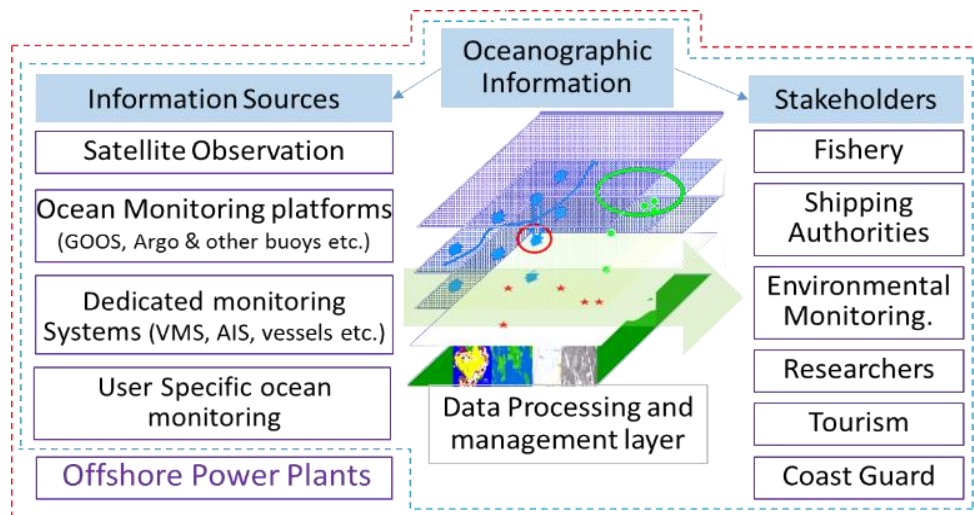 Oceanographic
Information
Information Sources
Satellite Observation
Ocean Monitoring platforms
(GOOS, Argo & other buoys etc.)
Dedicated monitoring
Systems (VMS, AIS, vessels etc.)
User Specific ocean
monitoring
Offshore Power Plants
Data Processing and
management layer
Stakeholders
Fishery
Shipping
Authorities
Environmental
Monitoring.
Researchers
Tourism
Coast Guard